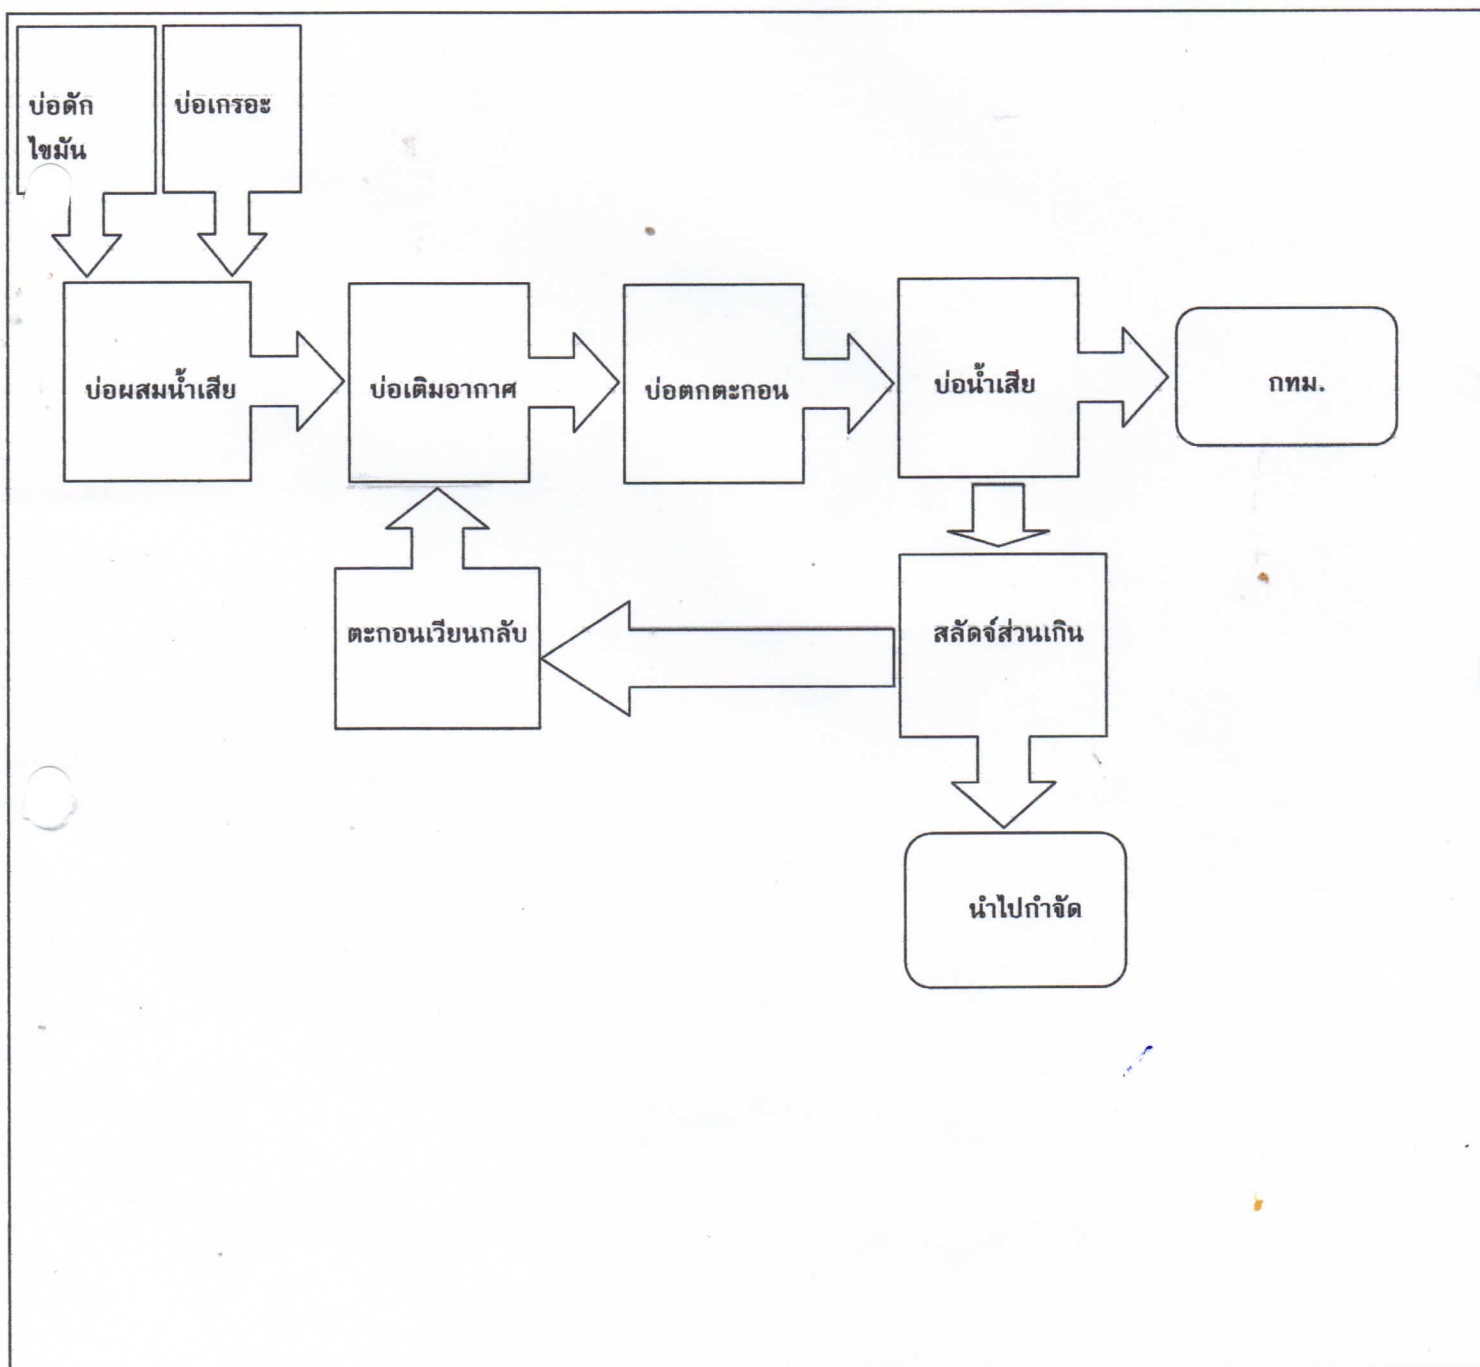 บ่อดัก
ไขมัน
บ่อเกรอะ
บ่อผสมน้ำเสีย
บ่อเติมอากาศ
บ่อตกตะกอน
บ่อน้ำเสีย
กทม.
ตะกอนเวียนกลับ
สลัดจ์ส่วนเกิน
นำไปกำจัด